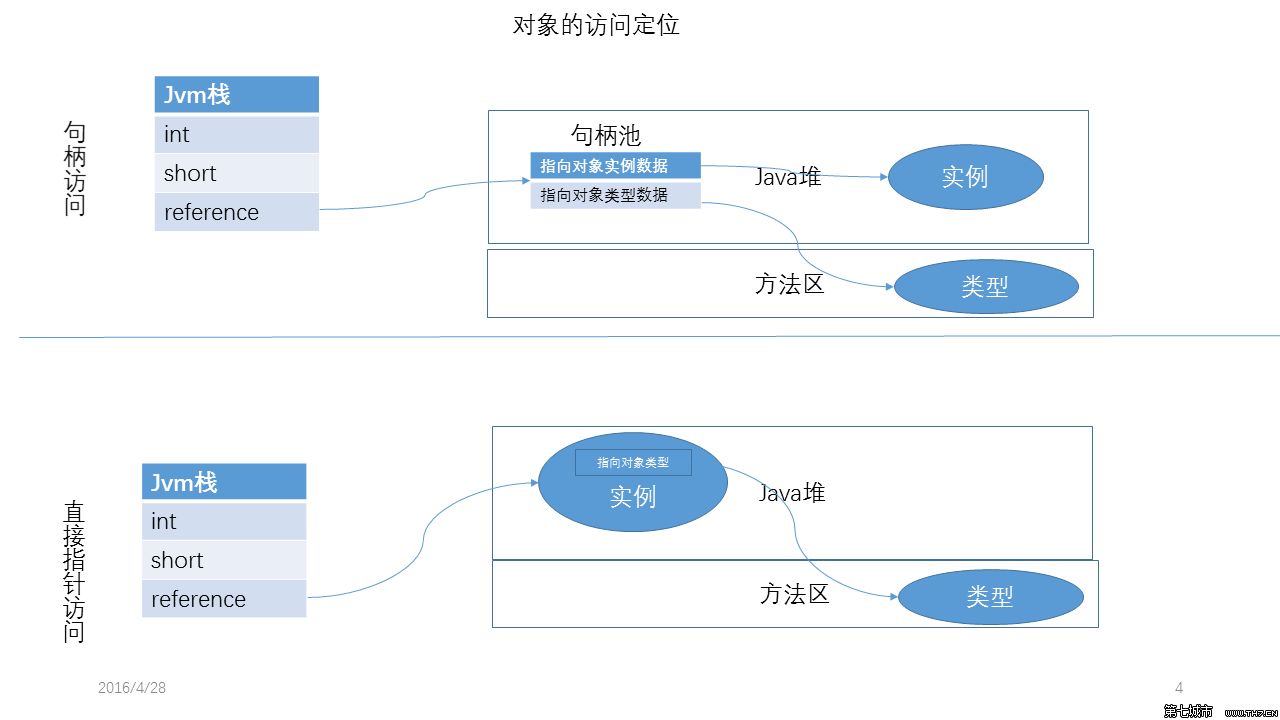 对象的访问定位
句柄访问
Jvm栈
int
short
reference
句柄池
指向对象实例数据
指向对象类型数据
Java堆
实例
方法区
类型
直接指针访问
Jvm栈
int
short
reference
指向对象类型
实例
Java堆
方法区
类型
2016/4/28
4
第七城市 WWW.TH7.CN